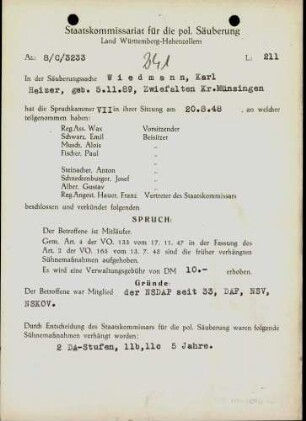 Staatskommissariat für die pol. Säuberung
Land Württemberg-Hohenzollern
Az.: 8/C/3233
L: 211
In der Säuberungssache Wiedmann, Karl
Heizer, geb. 5.11.89, Zwiefalten Kr.Münsingen
hat die Spruchkammer VII in ihrer Sitzung am 20.8.48, an welcher
teilgenommen haben:
Reg.Ass. Wax Vorsitzender
Schwarz, Emil Beisitzer
Musch, Alois „
Fischer, Paul „
Steinacher, Anton „
Schnekenburger, Josef „
Alber, Gustav „
Reg.Angest. Heuer, Franz Vertreter des Staatskommissars
beschlossen und verkündet folgenden
SPRUCH:
Der Betroffene ist Mitläufer.
Gem. Art. 4 der VO. 133 vom 17. 11. 47 in der Fassung des
Art. 2 der VO. 165 vom 13. 7. 48 sind die früher verhängten
Sühnemaßnahmen aufgehoben.
Es wird eine Verwaltungsgebühr von DM 10.- erhoben.
Gründe:
Der Betroffene war Mitglied der NSDAP seit 33, DAF, NSV,
NSKOV.
Durch Entscheidung des Staatskommissars für die pol. Säuberung waren folgende
Sühnemaßnahmen verhängt worden:
2 DA-Stufen, 11b,11c 5 Jahre.